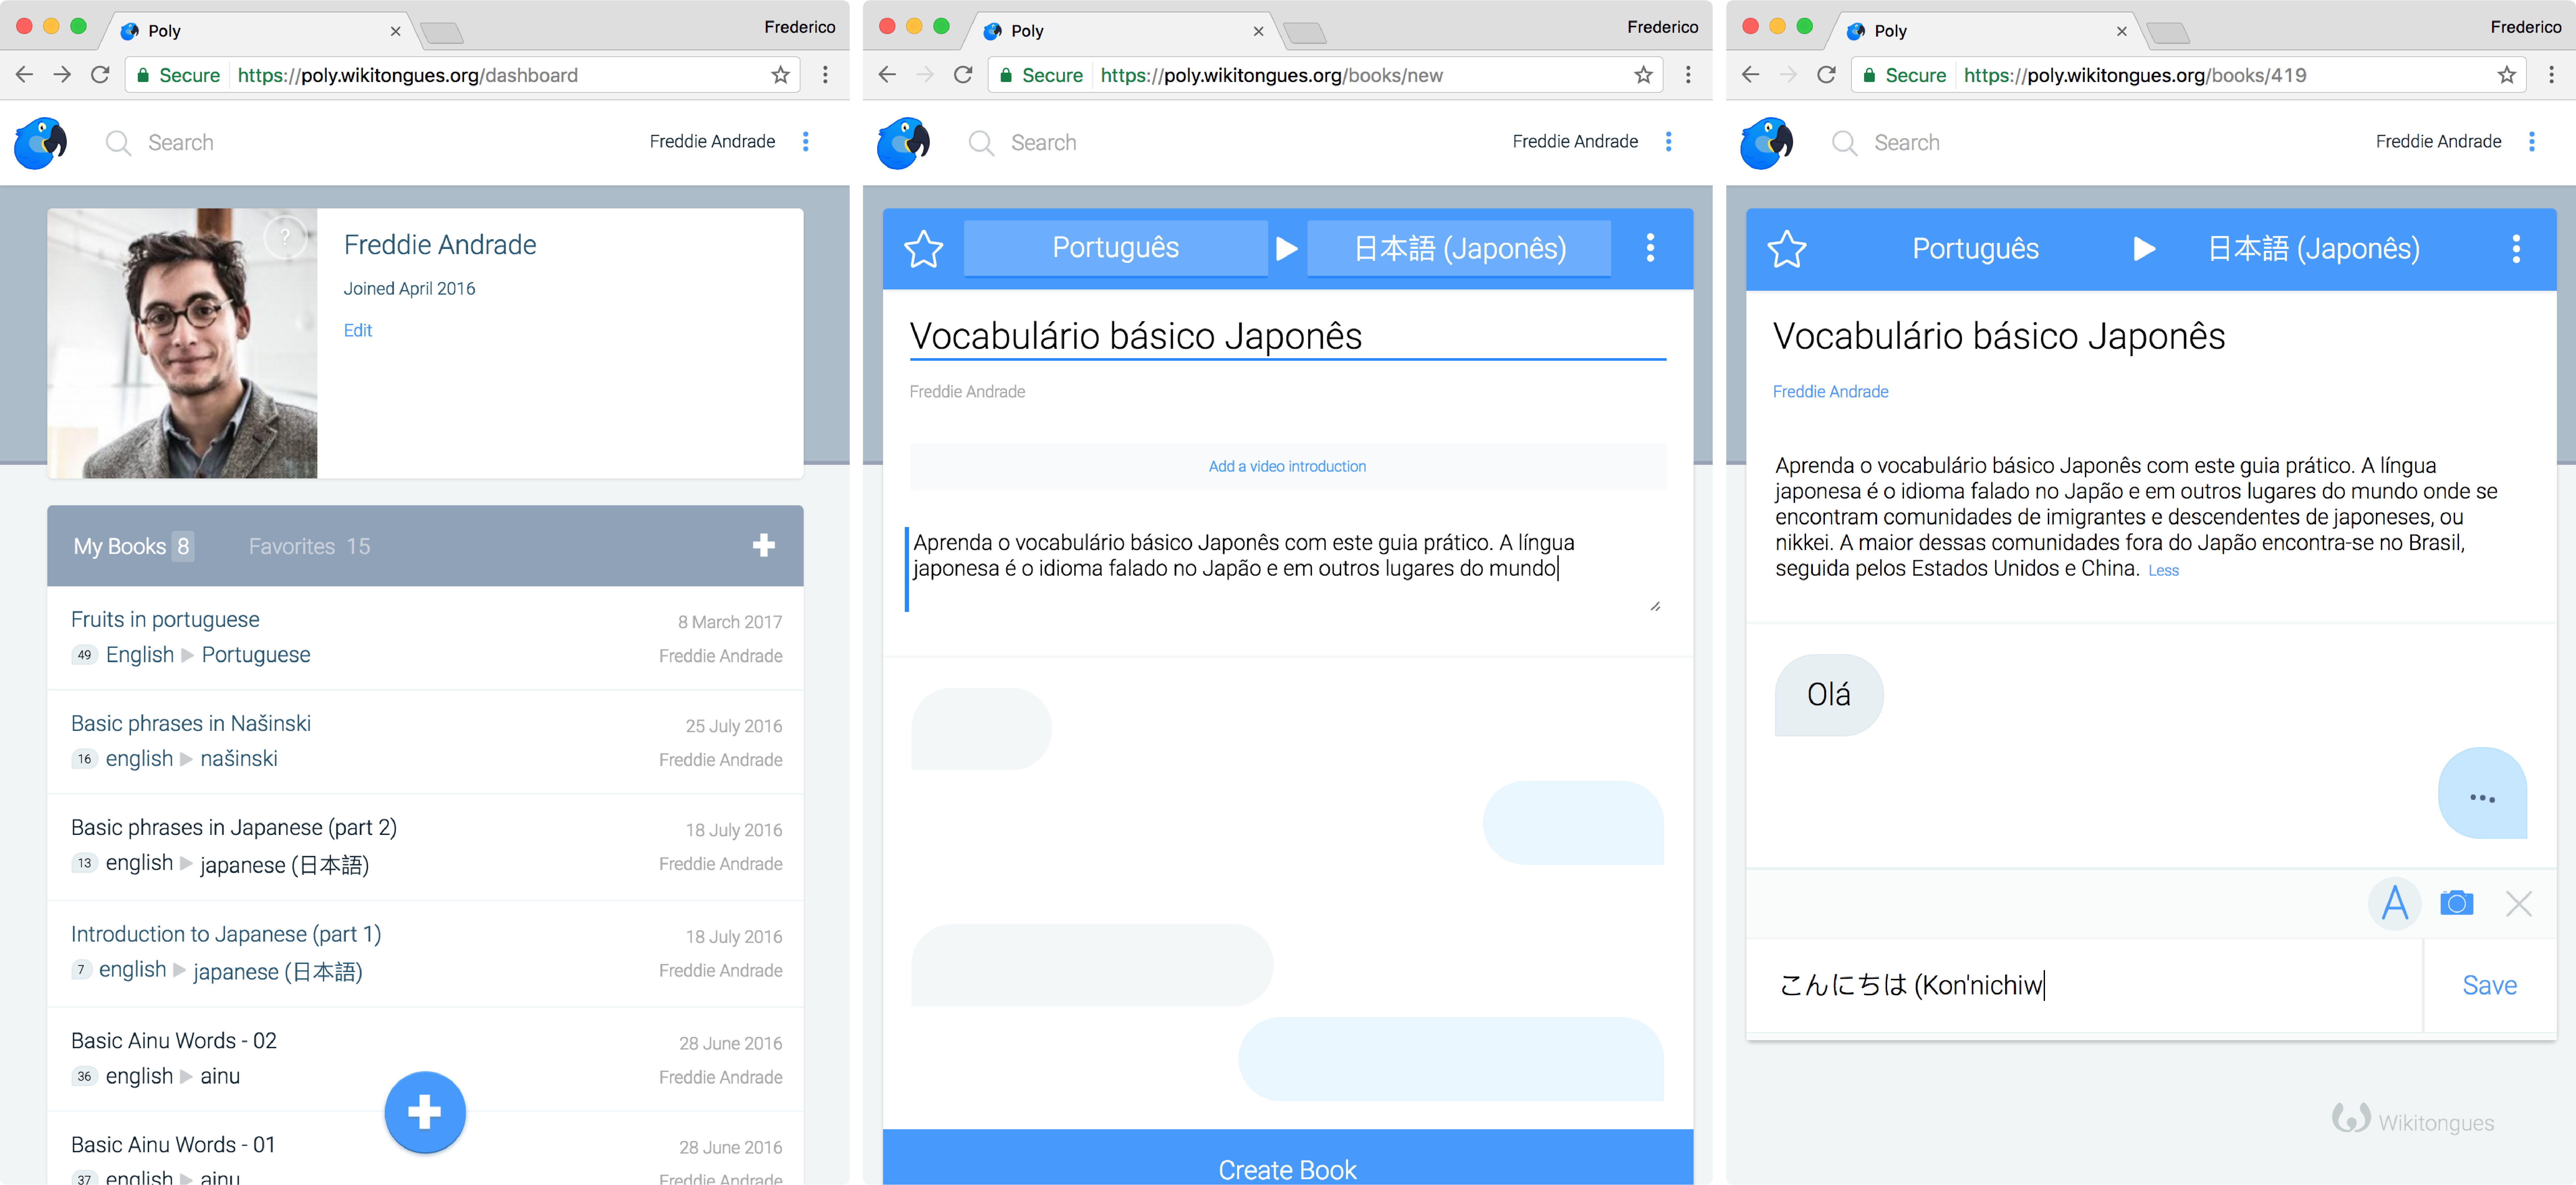 Poly
Frederico
Secure
https://poly.wikitongues.org/dashboard
Search
Freddie Andrade
?
Freddie Andrade
Joined April 2016
Edit
My Books 8
Favorites 15
Fruits in portuguese
8 March 2017
49 English ▶ Portuguese
Freddie Andrade
Basic phrases in Našinski
25 July 2016
16 english ▶ našinski
Freddie Andrade
Basic phrases in Japanese (part 2)
18 July 2016
13 english ▶ japanese (日本語)
Freddie Andrade
Introduction to Japanese (part 1)
18 July 2016
7 english ▶ japanese (日本語)
Freddie Andrade
Basic Ainu Words - 02
28 June 2016
36 english ▶ ainu
Freddie Andrade
Basic Ainu Words - 01
28 June 2016
37 english ▶ ainu
Freddie Andrade
Poly
Frederico
Secure
https://poly.wikitongues.org/books/new
Search
Freddie Andrade
Português ▶ 日本語 (Japonês)
Vocabulário básico Japonês
Freddie Andrade
Add a video introduction
Aprenda o vocabulário básico Japonês com este guia prático. A língua
japonesa é o idioma falado no Japão e em outros lugares do mundo
Create Book
Poly
Frederico
Secure
https://poly.wikitongues.org/books/419
Search
Freddie Andrade
Português ▶ 日本語 (Japonês)
Vocabulário básico Japonês
Freddie Andrade
Aprenda o vocabulário básico Japonês com este guia prático. A língua
japonesa é o idioma falado no Japão e em outros lugares do mundo onde se
encontram comunidades de imigrantes e descendentes de japoneses, ou
nikkei. A maior dessas comunidades fora do Japão encontra-se no Brasil,
seguida pelos Estados Unidos e China. Less
Olá
...
A
こんにちは (Kon'nichiw
Save
Wikitongues